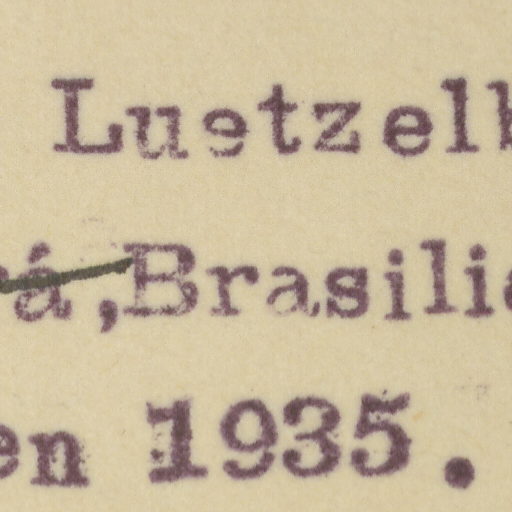 Luetzelb
á,Brasilie
en 1935.